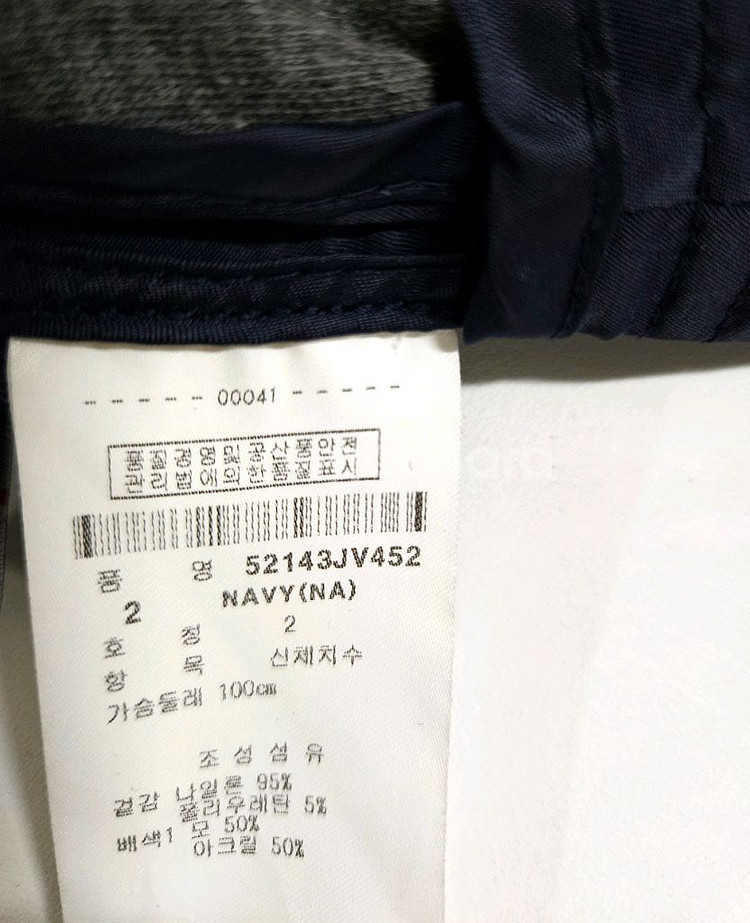 - - - - - 00041 - - - - -
품질경영및공산품안전
관리법에의한품질표시
품 명 52143JV452
2 NAVY(NA)
호 칭 2
항 목 신체치수
가슴둘레 100cm
조 성 섬 유
겉감 나일론 95%
폴리우레탄 5%
배색1 모 50%
아크릴 50%